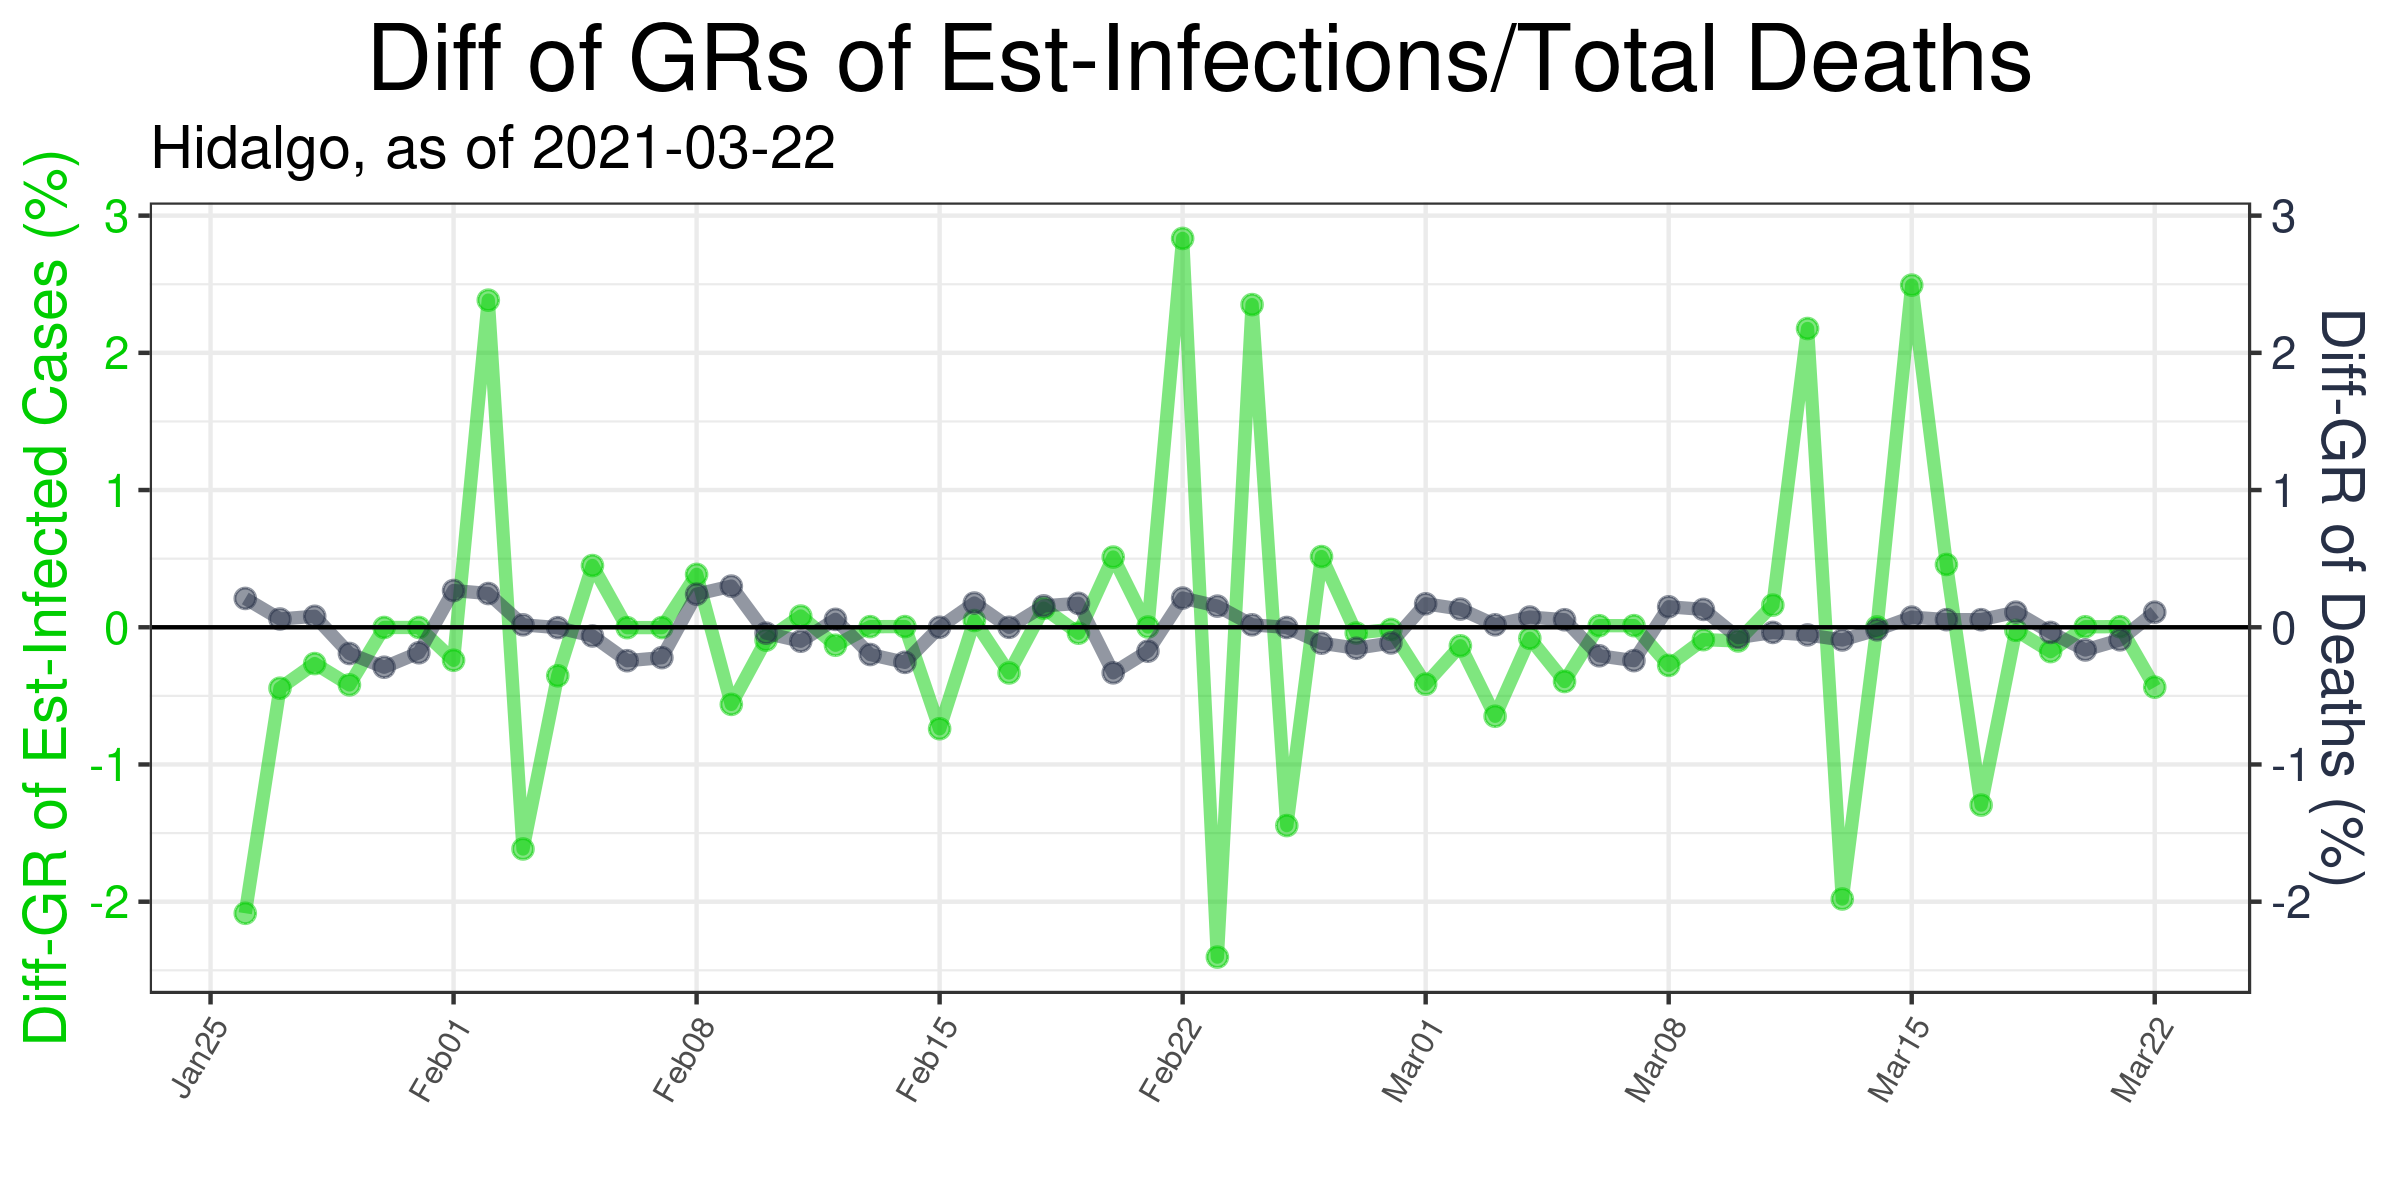 Diff of GRs of Est-Infections/Total Deaths
Hidalgo, as of 2021-03-22
Diff-GR of Est-Infected Cases (%)
3
2
1
0
-1
-2
3
2
1
0
-1
-2
Diff-GR of Deaths (%)
Jan25
Feb01
Feb08
Feb15
Feb22
Mar01
Mar08
Mar15
Mar22